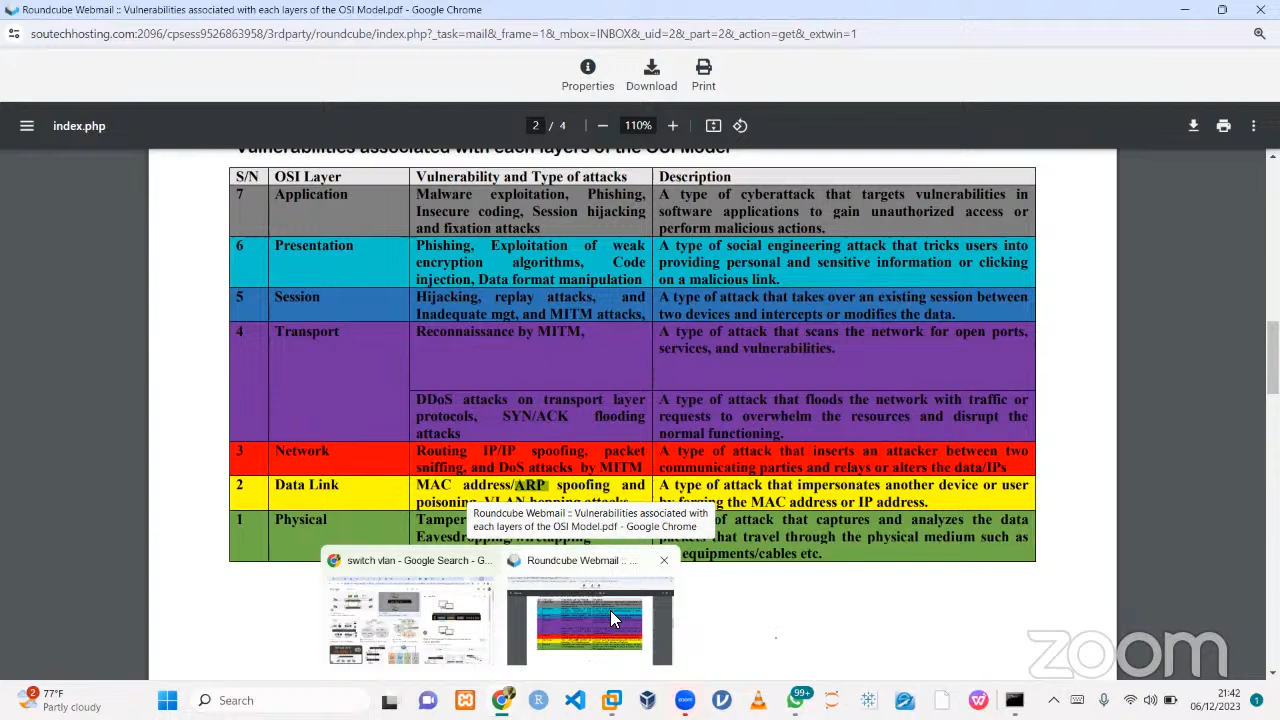 Roundcube Webmail :: Vulnerabilities associated with each layers of the OSI Model.pdf - Google Chrome
soutechhosting.com:2096/cpsess9526863958/3rdparty/roundcube/index.php?_task=mail&_frame=1&_mbox=INBOX&_uid=2&_part=2&_action=get&_extwin=1
Properties Download Print
index.php 2 / 4 110%
Vulnerabilities associated with each layers of the OSI Model
S/N OSI Layer Vulnerability and Type of attacks Description
7 Application Malware exploitation, Phishing, A type of cyberattack that targets vulnerabilities in
Insecure coding, Session hijacking software applications to gain unauthorized access or
and fixation attacks perform malicious actions.
6 Presentation Phishing, Exploitation of weak A type of social engineering attack that tricks users into
encryption algorithms, Code providing personal and sensitive information or clicking
injection, Data format manipulation on a malicious link.
5 Session Hijacking, replay attacks, and A type of attack that takes over an existing session between
Inadequate mgt, and MITM attacks, two devices and intercepts or modifies the data.
4 Transport Reconnaissance by MITM, A type of attack that scans the network for open ports,
services, and vulnerabilities.
DDoS attacks on transport layer A type of attack that floods the network with traffic or
protocols, SYN/ACK flooding requests to overwhelm the resources and disrupt the
attacks normal functioning.
3 Network Routing IP/IP spoofing, packet A type of attack that inserts an attacker between two
sniffing, and DoS attacks by MITM communicating parties and relays or alters the data/IPs
2 Data Link MAC address/ARP spoofing and A type of attack that impersonates another device or user
poisoning, VLAN hopping attacks by forging the MAC address or IP address.
Roundcube Webmail :: Vulnerabilities associated with
each layers of the OSI Model.pdf - Google Chrome
1 Physical of attack that captures and analyzes the data
Eavesdropping/wiretapping that travel through the physical medium such as
equipments/cables etc.
switch vlan - Google Search - G... Roundcube Webmail :: ...
zoom
2 77°F
Partly cloudy
Search
99+
21:42
06/12/2023
1